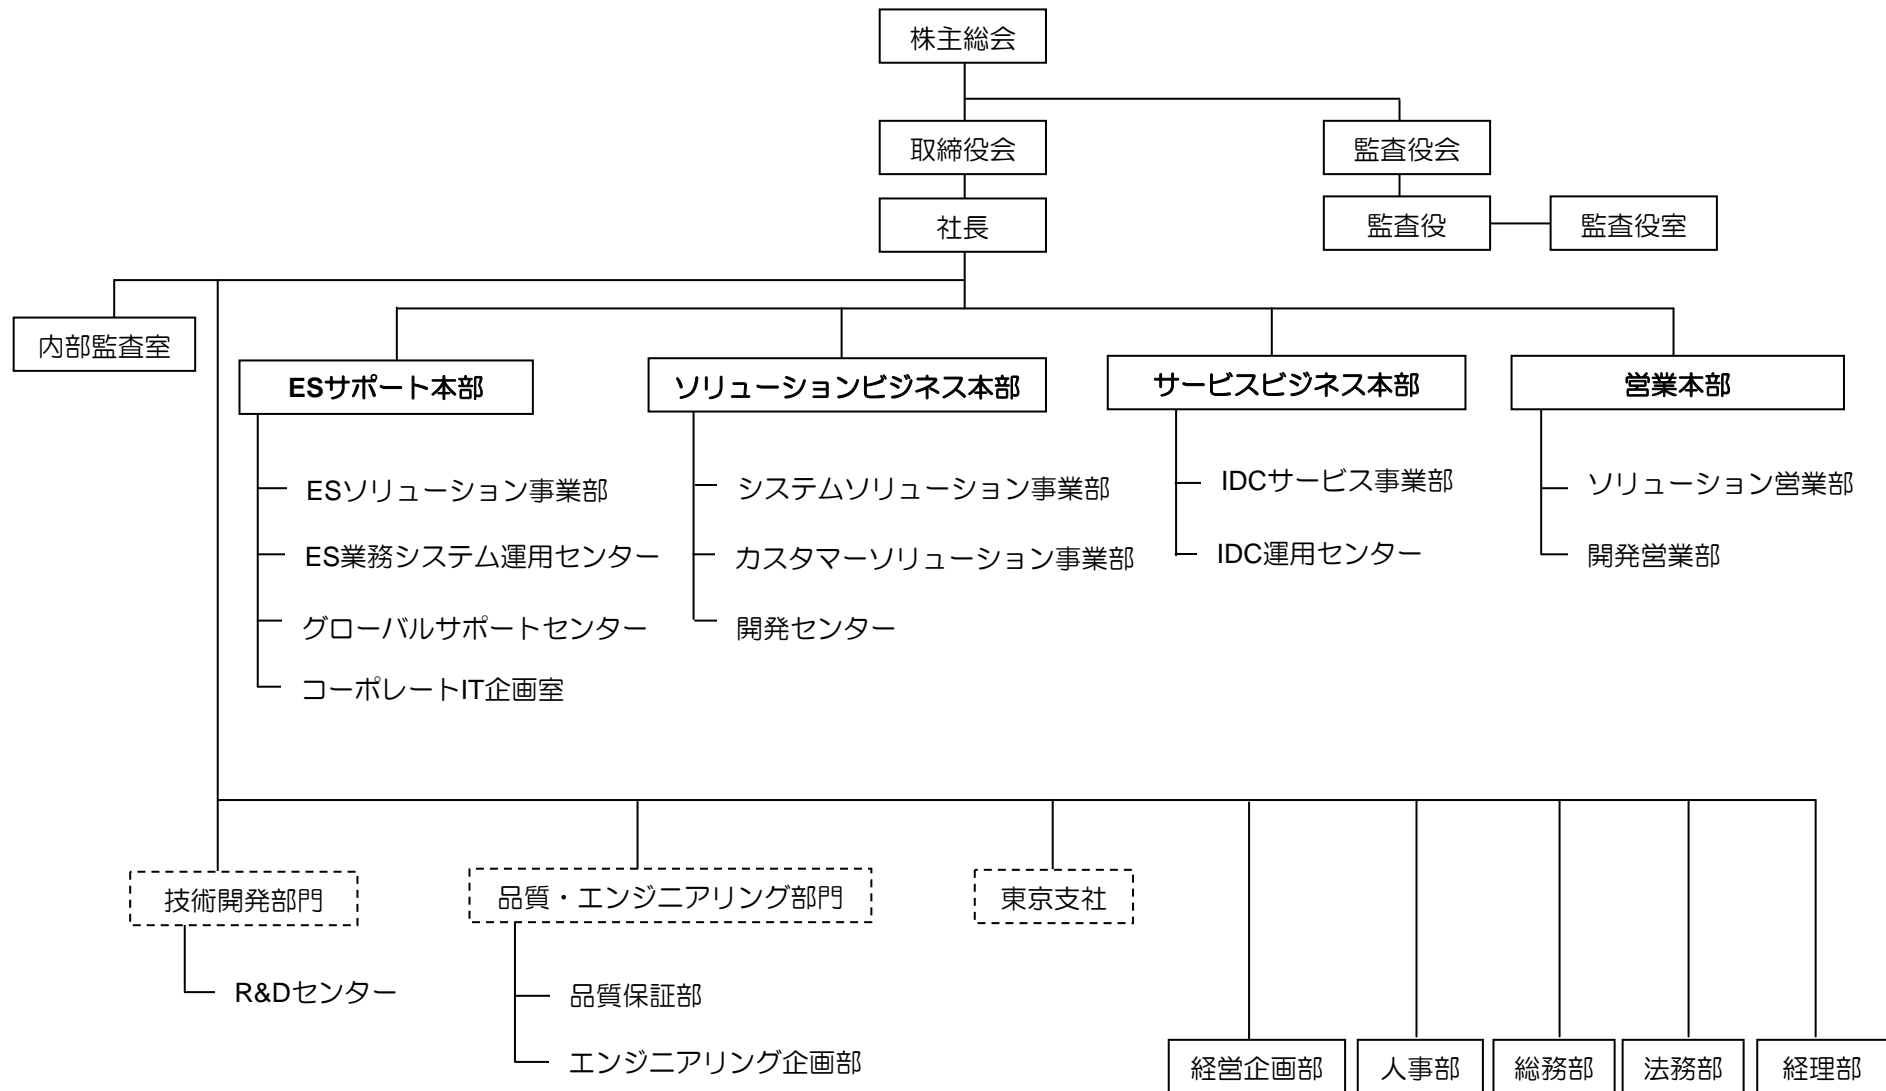 株主総会
取締役会
監査役会
社長
監査役
監査役室
内部監査室
ESサポート本部
ソリューションビジネス本部
サービスビジネス本部
営業本部
ESソリューション事業部
ES業務システム運用センター
グローバルサポートセンター
コーポレートIT企画室
システムソリューション事業部
カスタマーソリューション事業部
開発センター
IDCサービス事業部
IDC運用センター
ソリューション営業部
開発営業部
技術開発部門
R&Dセンター
品質・エンジニアリング部門
品質保証部
エンジニアリング企画部
東京支社
経営企画部
人事部
総務部
法務部
経理部